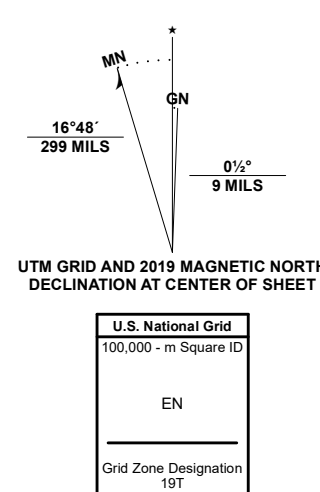 ★
MN
GN
16°48´
299 MILS
0½°
9 MILS
UTM GRID AND 2019 MAGNETIC NORTH
DECLINATION AT CENTER OF SHEET
U.S. National Grid
100,000 - m Square ID
EN
Grid Zone Designation
19T